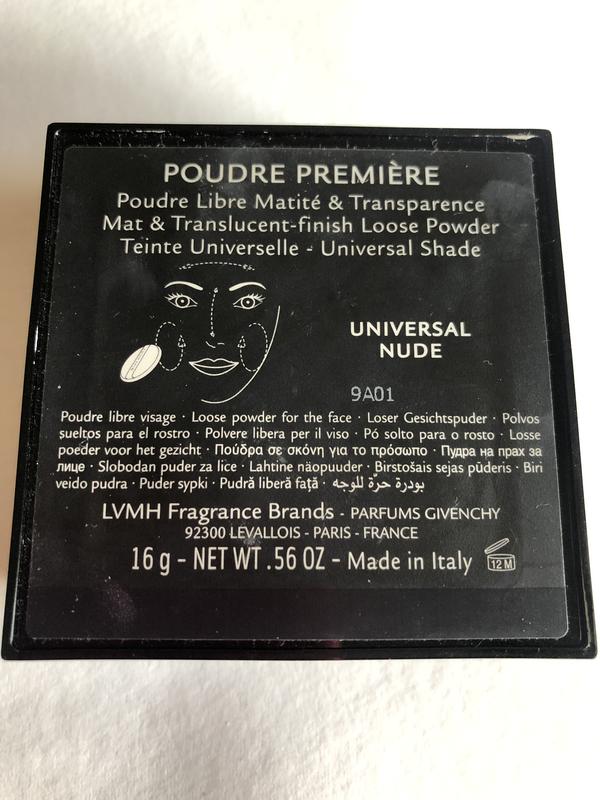 POUDRE PREMIÈRE
Poudre Libre Matité & Transparence
Mat & Translucent-finish Loose Powder
Teinte Universelle - Universal Shade
UNIVERSAL
NUDE
9A01
Poudre libre visage · Loose powder for the face · Loser Gesichtspuder · Polvos
sueltos para el rostro · Polvere libera per il viso · Pó solto para o rosto · Losse
poeder voor het gezicht · Πούδρα σε σκόνη για το πρόσωπο · Пудра на прах за
лице · Slobodan puder za lice · Lahtine näopuuder · Birstošais sejas pūderis · Biri
veido pudra · Puder sypki · Pudră liberă față · بودرة حرّة للوجه
LVMH Fragrance Brands - PARFUMS GIVENCHY
92300 LEVALLOIS - PARIS - FRANCE
16 g - NET WT .56 OZ - Made in Italy 12 M